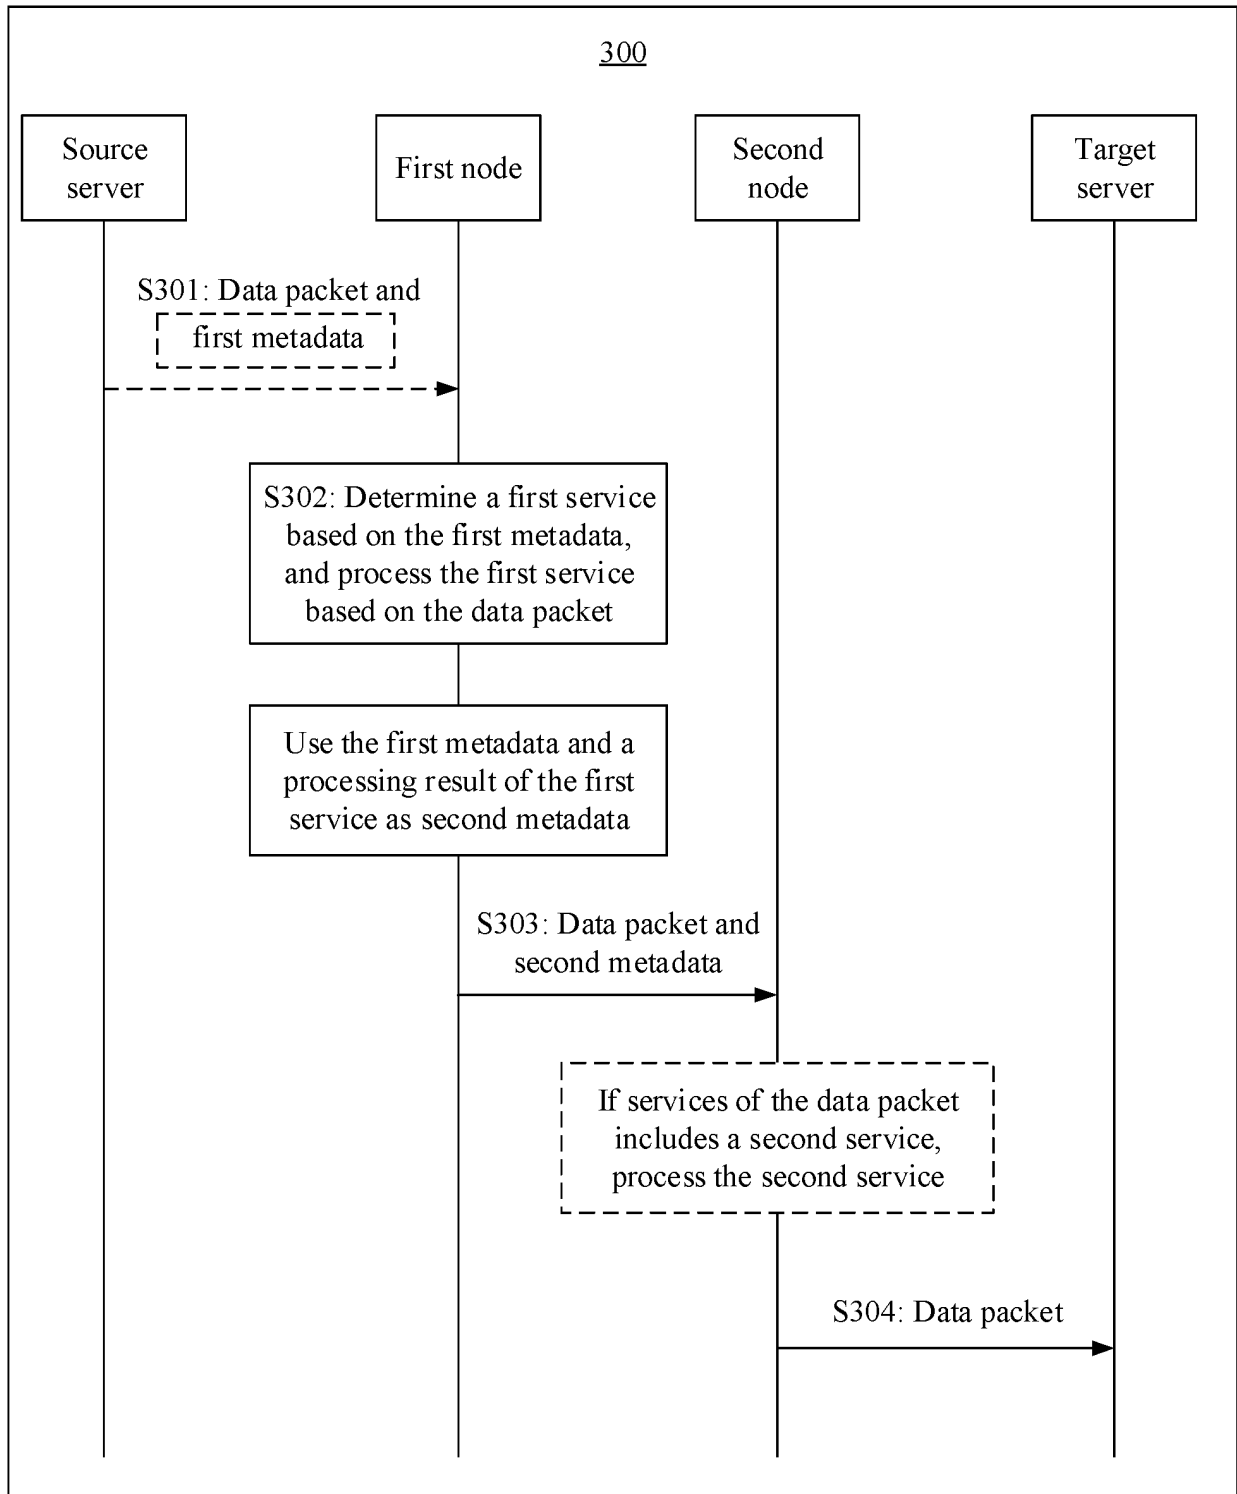 300
Source
server
First node
Second
node
Target
server
S301: Data packet and
first metadata
S302: Determine a first service
based on the first metadata,
and process the first service
based on the data packet
Use the first metadata and a
processing result of the first
service as second metadata
S303: Data packet and
second metadata
If services of the data packet
includes a second service,
process the second service
S304: Data packet